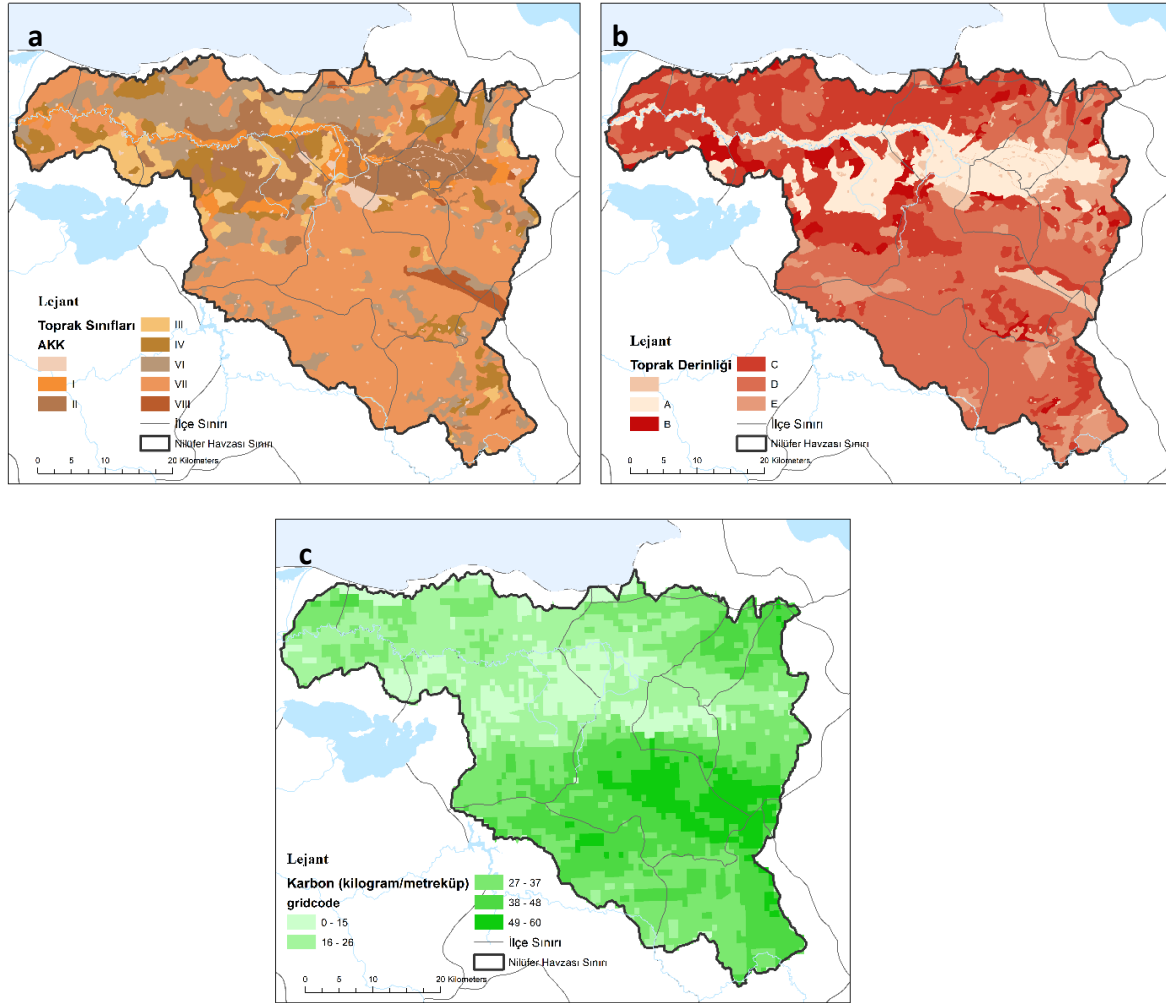 a
Lejant
Toprak Sınıfları
AKK
I
II
III
IV
VI
VII
VIII
İlçe Sınırı
Nilüfer Havzası Sınırı
0 5 10 20 Kilometers
b
Lejant
Toprak Derinliği
A
B
C
D
E
İlçe Sınırı
Nilüfer Havzası Sınırı
0 5 10 20 Kilometers
c
Lejant
Karbon (kilogram/metreküp)
gridcode
0 - 15
16 - 26
27 - 37
38 - 48
49 - 60
İlçe Sınırı
Nilüfer Havzası Sınırı
0 5 10 20 Kilometers